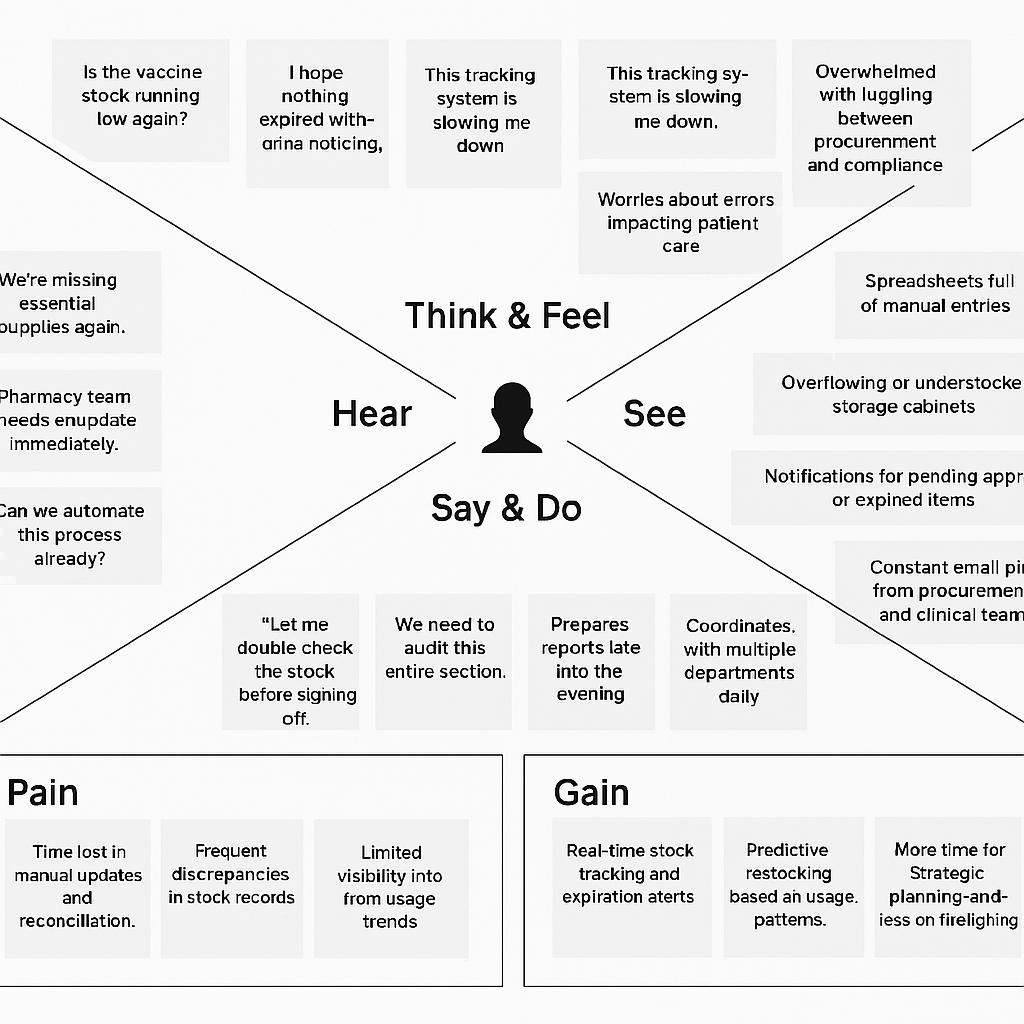 Is the vaccine
stock running
low again?
I hope
nothing
expired with-
arina noticing,
This tracking
system is
slowing me
down
This tracking sy-
stem is slowing
me down.
Overwhelmed
with luggling
between
procurenment
and compliance
Worrles about errors
impacting patient
care
We're missing
essential
oupplies again.
Pharmacy team
needs enupdate
immediately.
Can we automate
this process
already?
Think & Feel
Hear
See
Say & Do
Spreadsheets full
of manual entries
Overflowing or understocke
storage cabinets
Notifications for pending appr
or expined items
Constant emall pin
from procuremen
and clinical team
"Let me
double check
the stock
before signing
off.
We need to
audit this
entire section.
Prepares
reports late
into the
evening
Coordinates.
with multiple
departments
daily
Pain
Time lost in
manual updates
and
reconcillation.
Frequent
discrepancies
in stock records
Limited
visibility into
from usage
trends
Gain
Real-time stock
tracking and
expiration aterts
Predictive
restocking
based an usage.
patterns.
More time for
Strategic
planning-and-
iess on firelighing